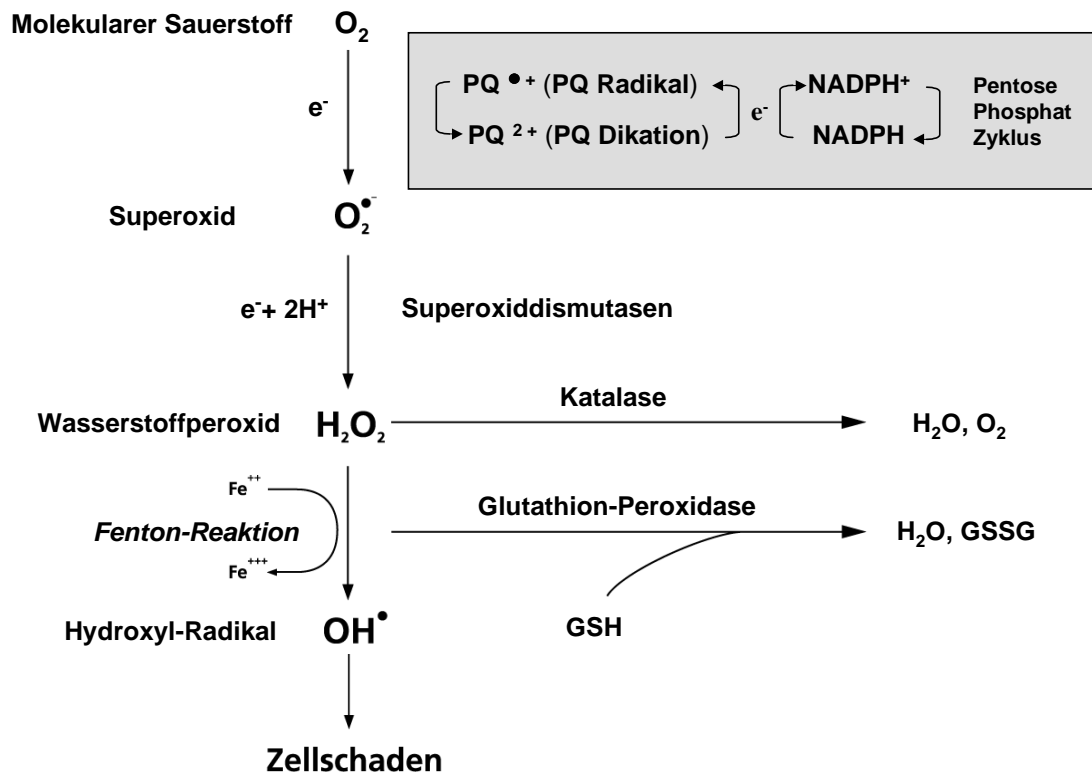 Molekularer Sauerstoff O₂
PQ •+ (PQ Radikal) NADPH⁺ Pentose
e⁻ e⁻ Phosphat
PQ ²⁺ (PQ Dikation) NADPH Zyklus
Superoxid O₂•⁻
e⁻+ 2H⁺ Superoxiddismutasen
Katalase
Wasserstoffperoxid H₂O₂ H₂O, O₂
Fe⁺⁺
Glutathion-Peroxidase
Fenton-Reaktion H₂O, GSSG
Fe⁺⁺⁺
Hydroxyl-Radikal OH• GSH
Zellschaden